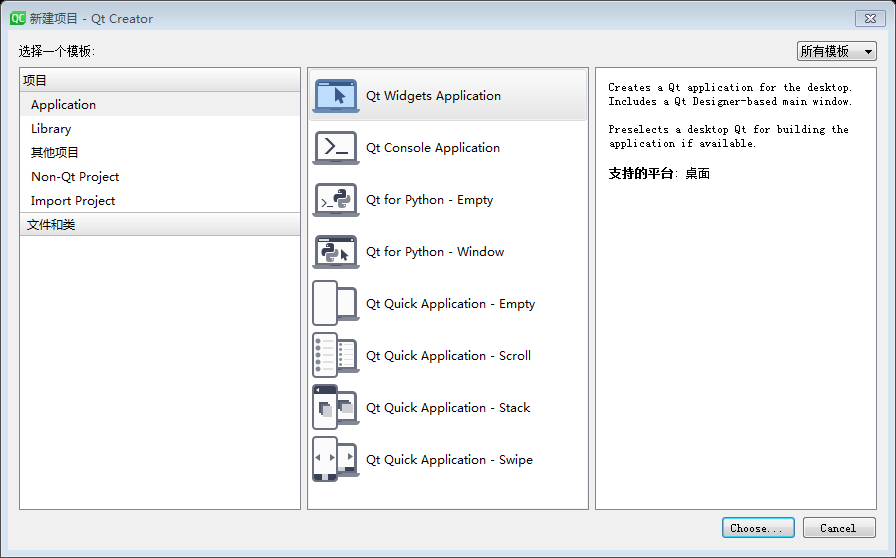 QC 新建项目 - Qt Creator
选择一个模板:
所有模板
项目
Application
Library
其他项目
Non-Qt Project
Import Project
文件和类
Qt Widgets Application
Qt Console Application
Qt for Python - Empty
Qt for Python - Window
Qt Quick Application - Empty
Qt Quick Application - Scroll
Qt Quick Application - Stack
Qt Quick Application - Swipe
Creates a Qt application for the desktop.
Includes a Qt Designer-based main window.
Preselects a desktop Qt for building the
application if available.
支持的平台: 桌面
Choose...
Cancel